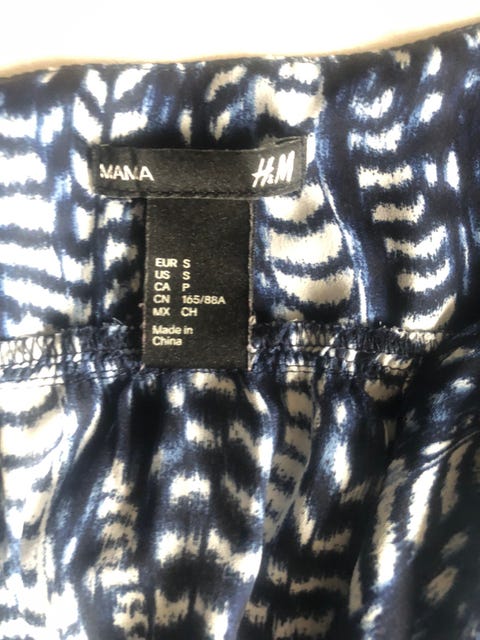 MAMA H&M
EUR S
US S
CA P
CN 165/88A
MX CH
Made in
China